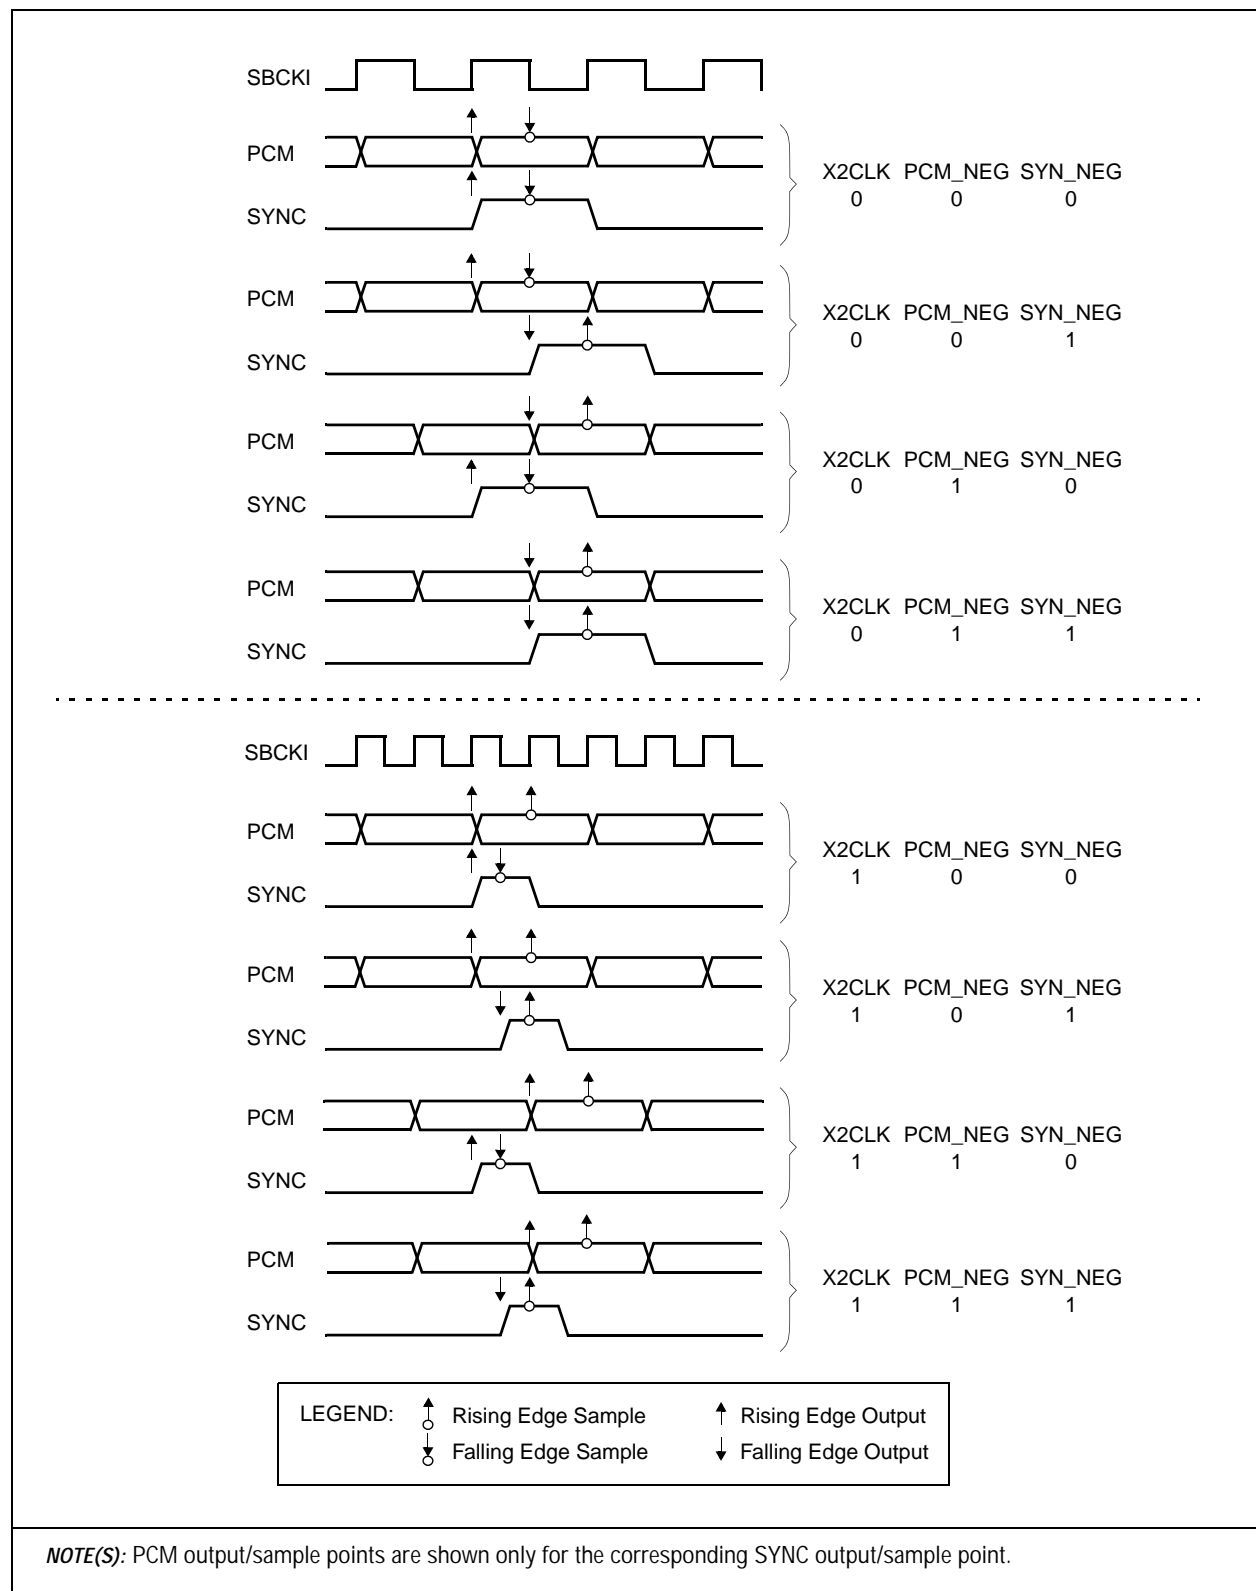 SBCKI
PCM
X2CLK PCM_NEG SYN_NEG
0 0 0
SYNC
PCM
X2CLK PCM_NEG SYN_NEG
0 0 1
SYNC
PCM
X2CLK PCM_NEG SYN_NEG
0 1 0
SYNC
PCM
X2CLK PCM_NEG SYN_NEG
0 1 1
SYNC
SBCKI
PCM
X2CLK PCM_NEG SYN_NEG
1 0 0
SYNC
PCM
X2CLK PCM_NEG SYN_NEG
1 0 1
SYNC
PCM
X2CLK PCM_NEG SYN_NEG
1 1 0
SYNC
PCM
X2CLK PCM_NEG SYN_NEG
1 1 1
SYNC
LEGEND: Rising Edge Sample Rising Edge Output
Falling Edge Sample Falling Edge Output
NOTE(S): PCM output/sample points are shown only for the corresponding SYNC output/sample point.